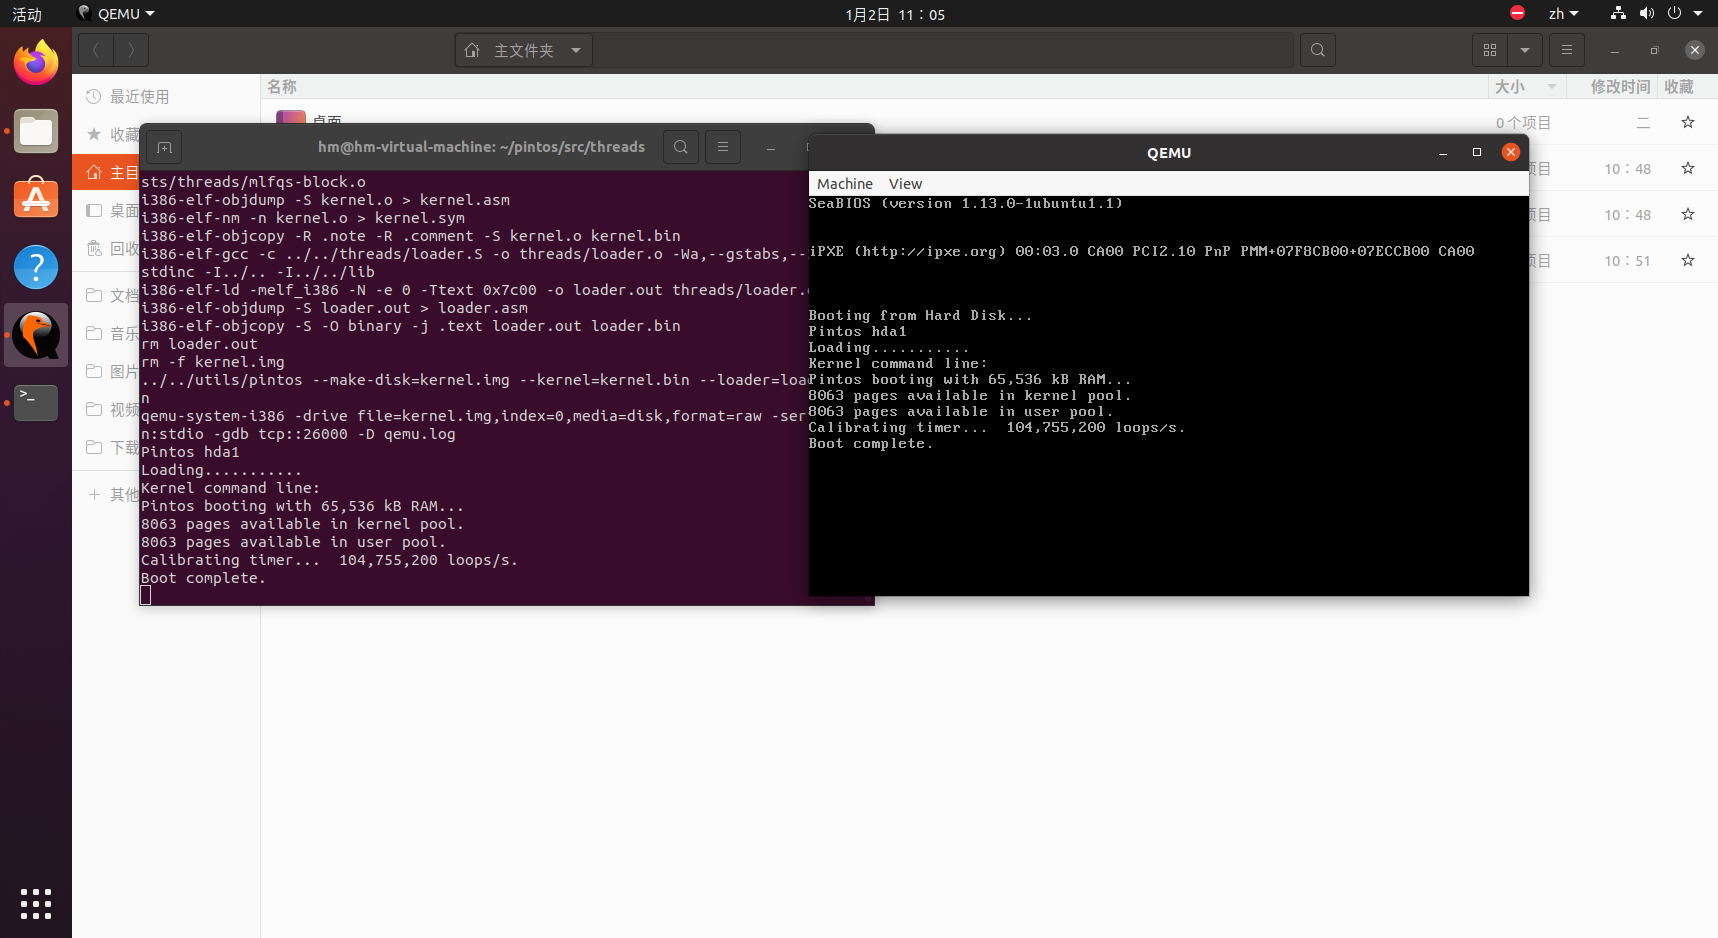 活动
QEMU
1月2日 11：05
zh
主文件夹
最近使用
收藏
主目
桌面
回收
文档
音乐
图片
视频
下载
其他
名称
大小
修改时间
收藏
桌面
0 个项目
二
项目
10：48
项目
10：48
项目
10：51
hm@hm-virtual-machine: ~/pintos/src/threads
sts/threads/mlfqs-block.o
i386-elf-objdump -S kernel.o > kernel.asm
i386-elf-nm -n kernel.o > kernel.sym
i386-elf-objcopy -R .note -R .comment -S kernel.o kernel.bin
i386-elf-gcc -c ../../threads/loader.S -o threads/loader.o -Wa,--gstabs,--
stdinc -I../.. -I../../lib
i386-elf-ld -melf_i386 -N -e 0 -Ttext 0x7c00 -o loader.out threads/loader.
i386-elf-objdump -S loader.out > loader.asm
i386-elf-objcopy -S -O binary -j .text loader.out loader.bin
rm loader.out
rm -f kernel.img
../../utils/pintos --make-disk=kernel.img --kernel=kernel.bin --loader=loa
n
qemu-system-i386 -drive file=kernel.img,index=0,media=disk,format=raw -ser
n:stdio -gdb tcp::26000 -D qemu.log
Pintos hda1
Loading...........
Kernel command line:
Pintos booting with 65,536 kB RAM...
8063 pages available in kernel pool.
8063 pages available in user pool.
Calibrating timer...  104,755,200 loops/s.
Boot complete.
QEMU
Machine View
SeaBIOS (version 1.13.0-1ubuntu1.1)
iPXE (http://ipxe.org) 00:03.0 CA00 PCI2.10 PnP PMM+07F8CB00+07ECCB00 CA00
Booting from Hard Disk...
Pintos hda1
Loading...........
Kernel command line:
Pintos booting with 65,536 kB RAM...
8063 pages available in kernel pool.
8063 pages available in user pool.
Calibrating timer...  104,755,200 loops/s.
Boot complete.